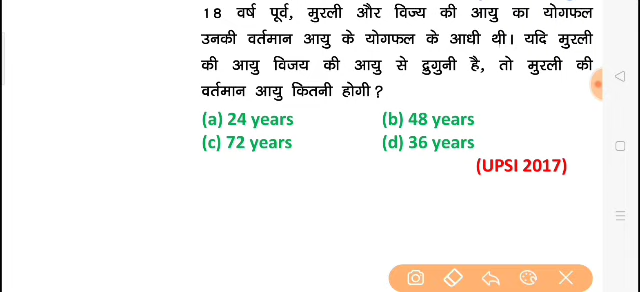 18 वर्ष पूर्व, मुरली और विज्य की आयु का योगफल
उनकी वर्तमान आयु के योगफल के आधी थी। यदि मुरली
की आयु विजय की आयु से दुगुनी है, तो मुरली की
वर्तमान आयु कितनी होगी ?
(a) 24 years (b) 48 years
(c) 72 years (d) 36 years
(UPSI 2017)